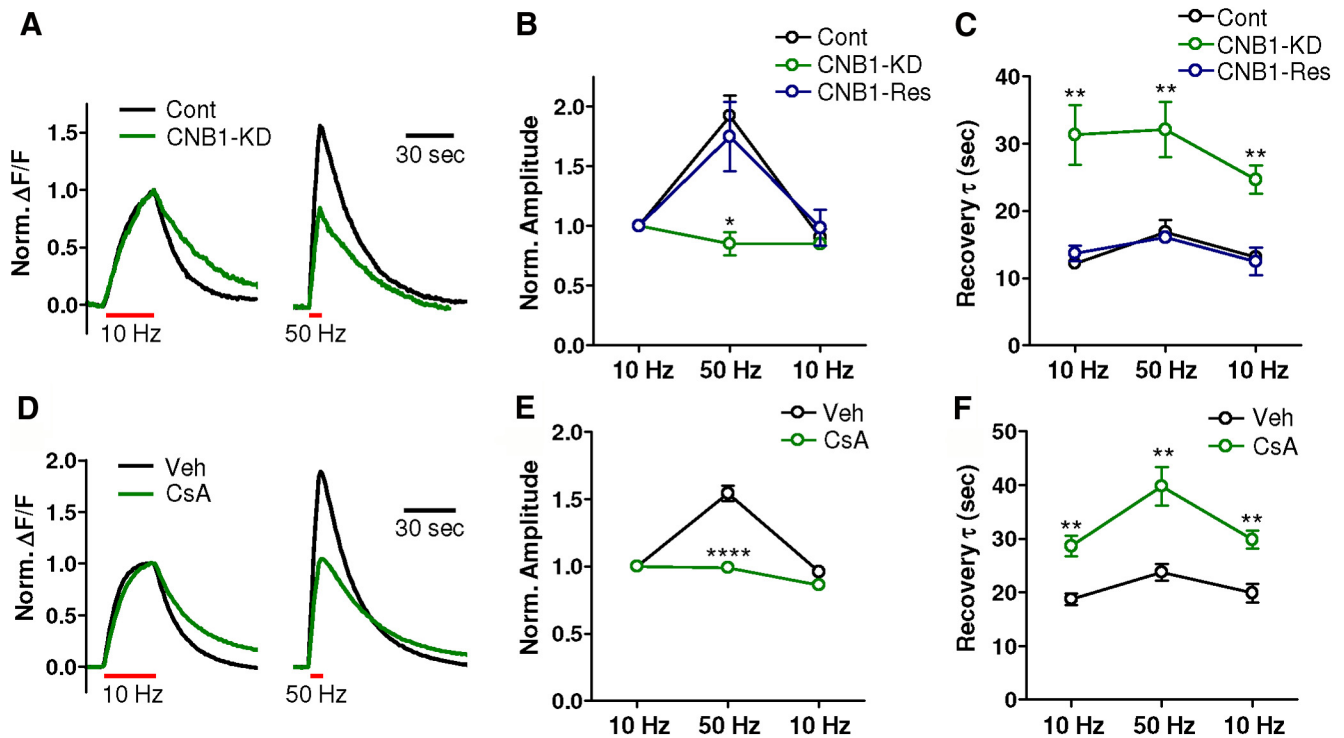 A
Cont
CNB1-KD
30 sec
Norm. ΔF/F
1.5
1.0
0.5
0.0
10 Hz
50 Hz
B
Cont
CNB1-KD
CNB1-Res
Norm. Amplitude
2.0
1.5
1.0
0.5
0.0
*
10 Hz 50 Hz 10 Hz
C
Cont
CNB1-KD
CNB1-Res
Recovery τ (sec)
40
30
20
10
0
** ** **
10 Hz 50 Hz 10 Hz
D
Veh
CsA
30 sec
Norm. ΔF/F
2.0
1.5
1.0
0.5
0.0
10 Hz
50 Hz
E
Veh
CsA
Norm. Amplitude
2.0
1.5
1.0
0.5
0.0
****
10 Hz 50 Hz 10 Hz
F
Veh
CsA
Recovery τ (sec)
50
40
30
20
10
0
** ** **
10 Hz 50 Hz 10 Hz